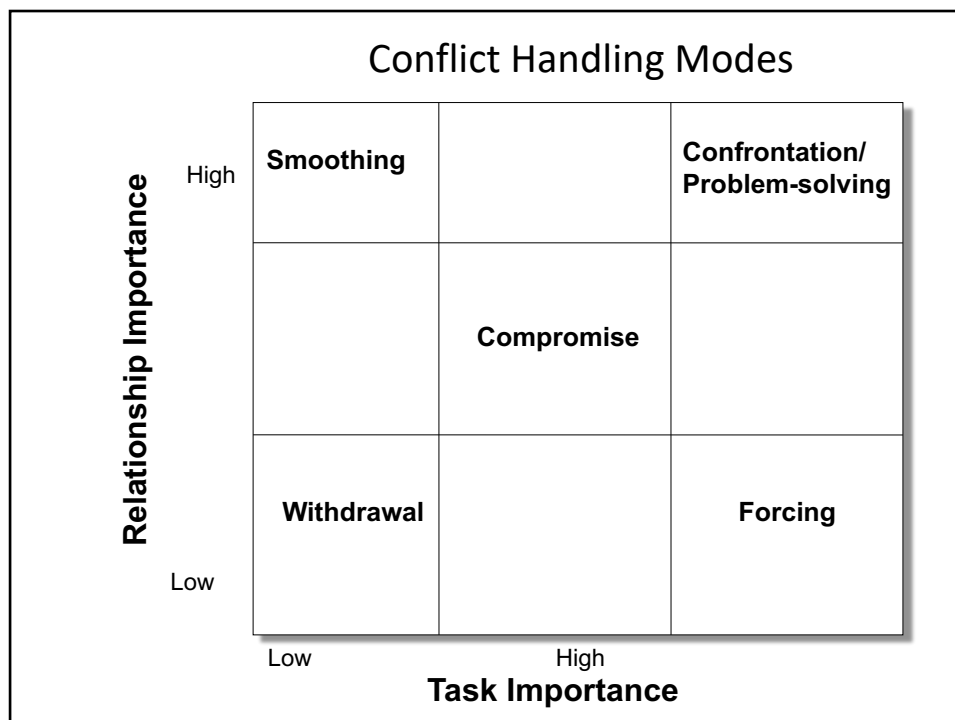 Conflict Handling Modes
Relationship Importance
High
Low
Smoothing
Confrontation/
Problem-solving
Compromise
Withdrawal
Forcing
Low
High
Task Importance